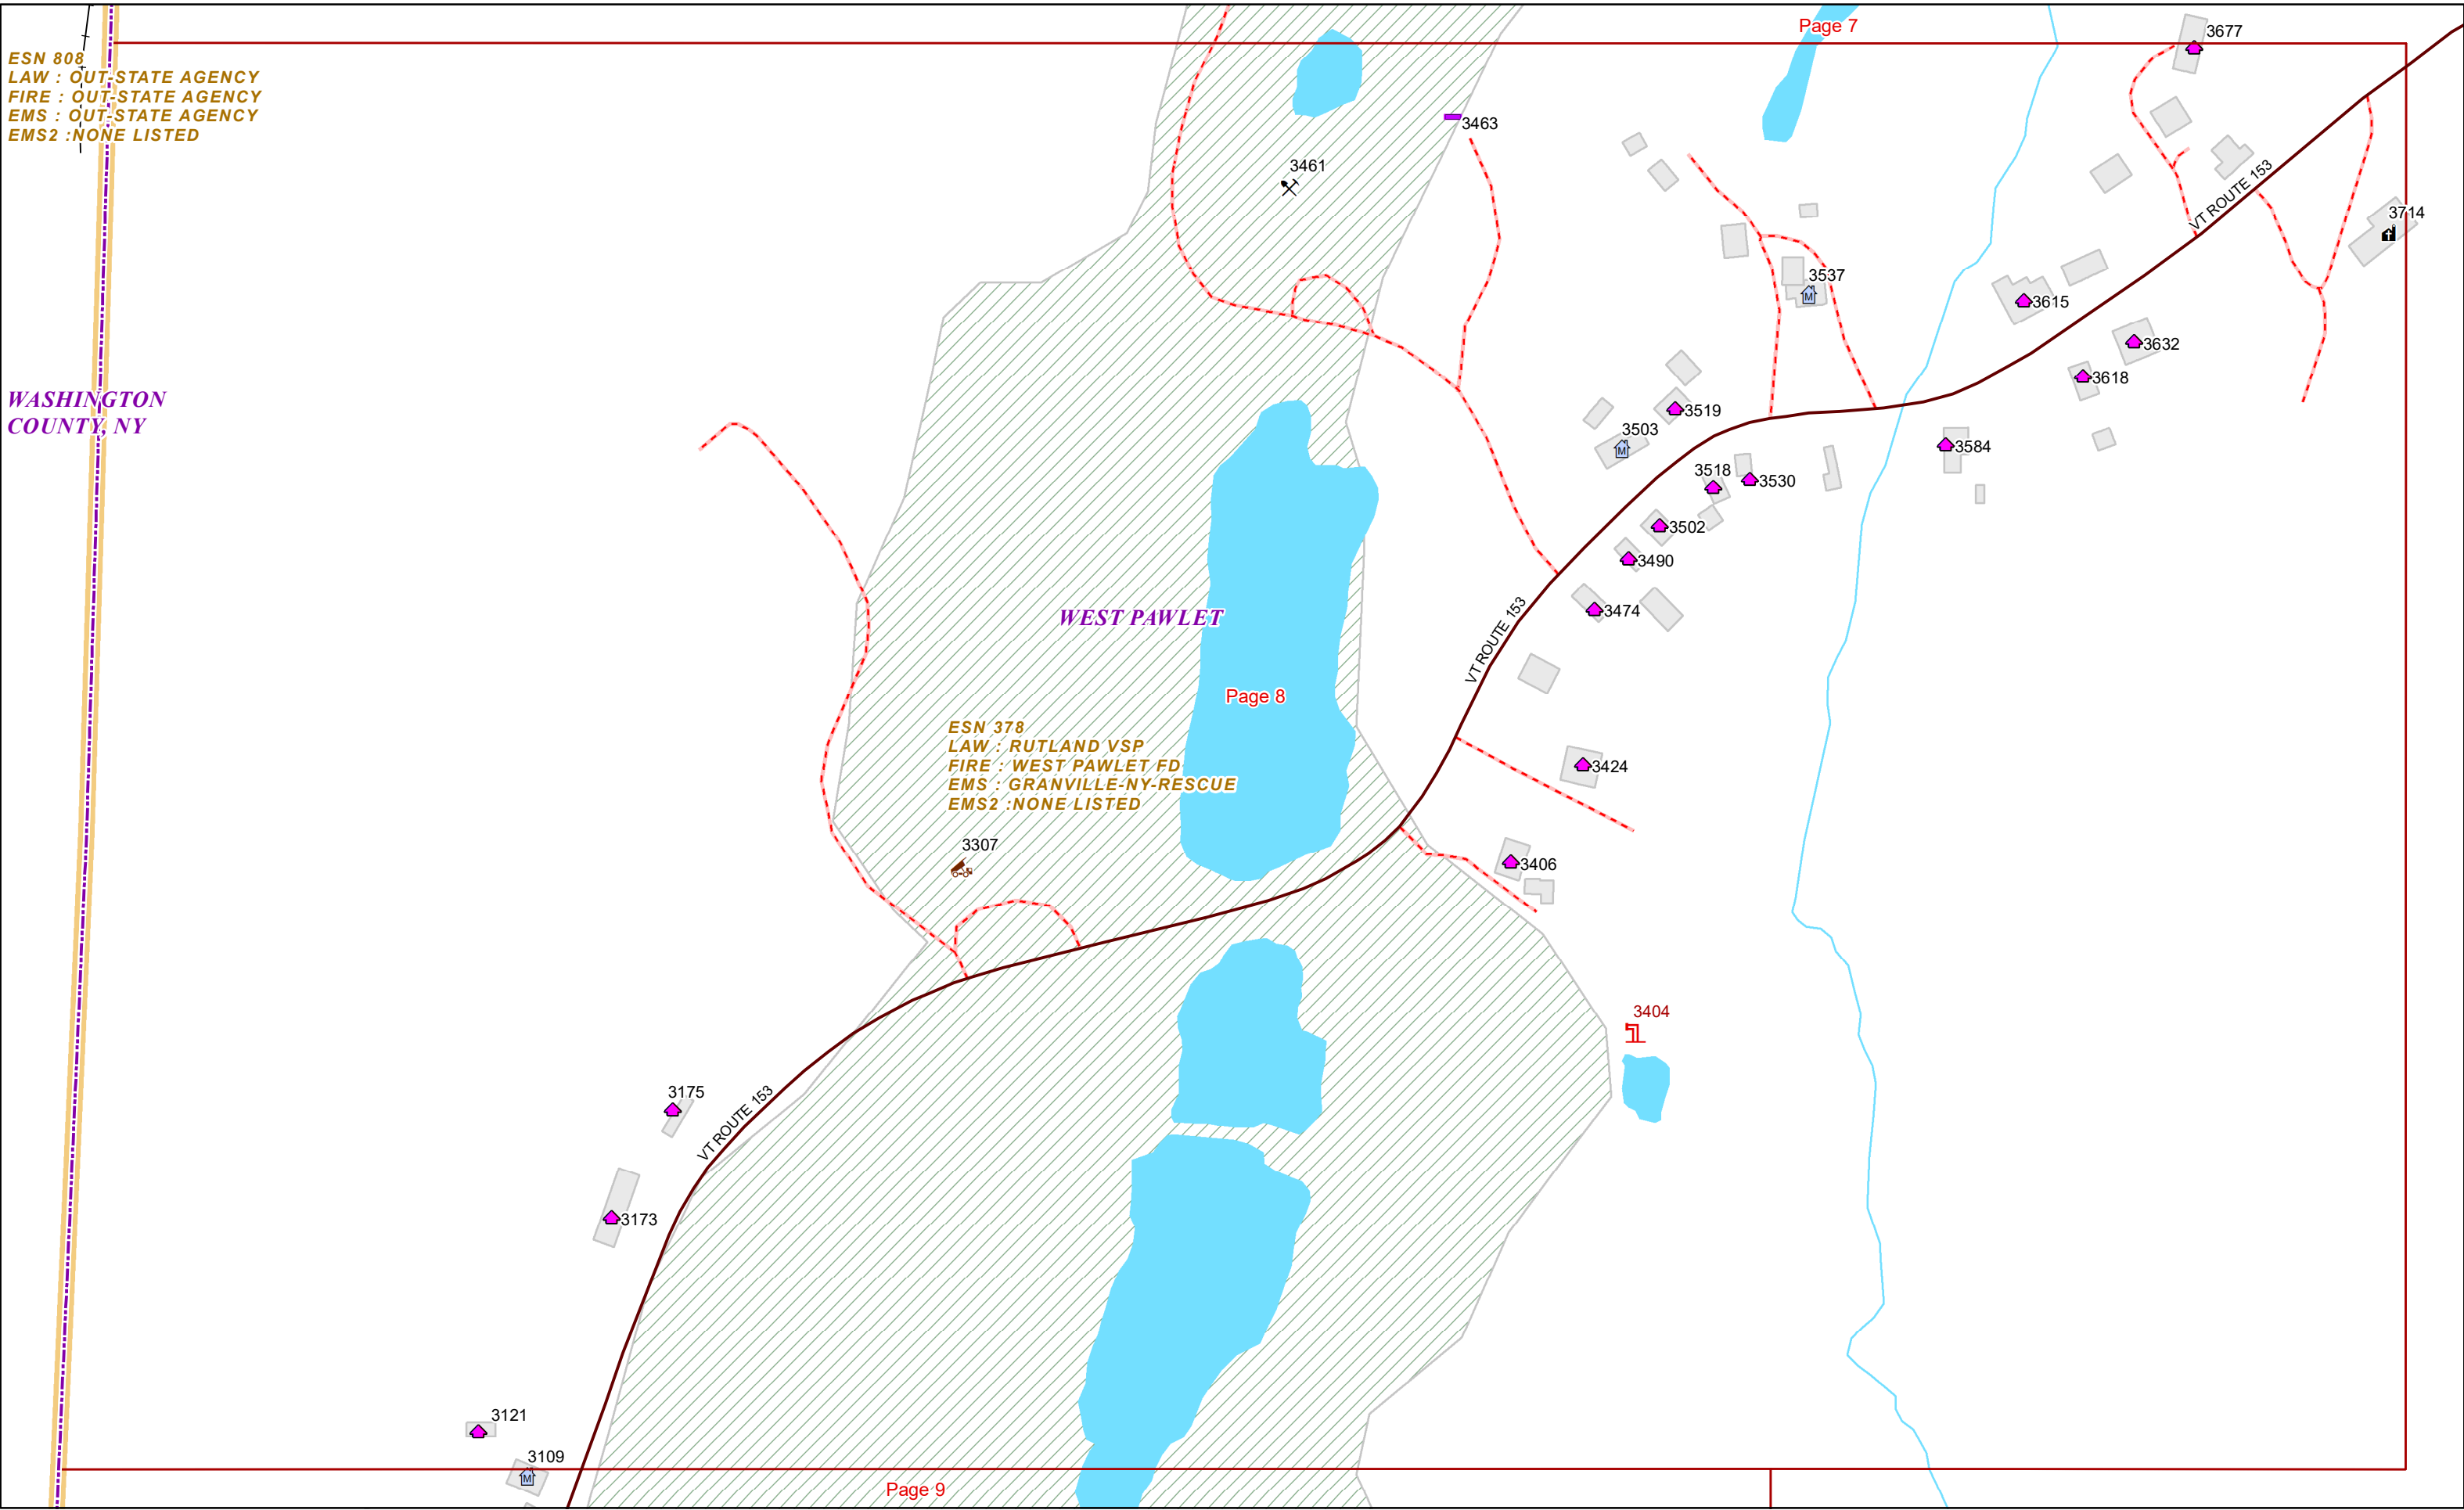 Page 7
3677
ESN 808
LAW : OUT-STATE AGENCY
FIRE : OUT-STATE AGENCY
EMS : OUT-STATE AGENCY
EMS2 :NONE LISTED
3463
3461
VT ROUTE 153
3714
3537
M
3615
3632
3618
WASHINGTON
COUNTY, NY
3519
3503
M
3584
3518
3530
3502
3490
3474
WEST PAWLET
VT ROUTE 153
Page 8
ESN 378
LAW : RUTLAND VSP
FIRE : WEST PAWLET FD
EMS : GRANVILLE-NY-RESCUE
EMS2 :NONE LISTED
3424
3307
3406
3404
3175
VT ROUTE 153
3173
3121
3109
M
Page 9